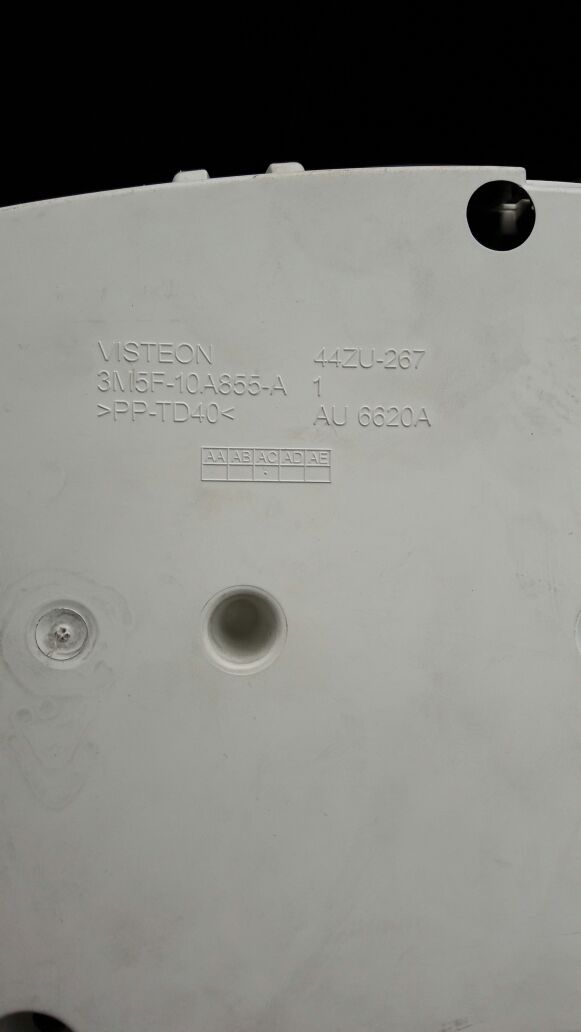 VISTEON 44ZU-267
3M5F-10A855-A 1
>PP-TD40< AU 6620A
AA AB AC AD AE